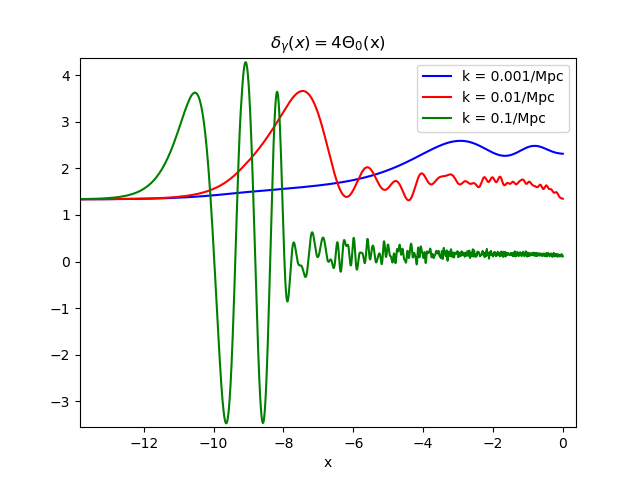 δγ(x) = 4Θ0(x)
k = 0.001/Mpc
k = 0.01/Mpc
k = 0.1/Mpc
4
3
2
1
0
−1
−2
−3
−12 −10 −8 −6 −4 −2 0
x